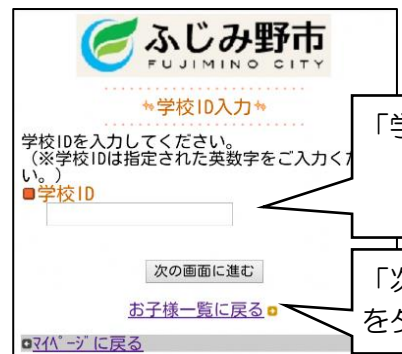 ふじみ野市
FUJIMINO CITY
学校ID入力
学校IDを入力してください。
(※学校IDは指定された英数字をご入力くだ
い。)
学校ID
「学
次の画面に進む
「次
お子様一覧に戻る
をタ
ﾏｲﾍﾟｰｼﾞに戻る